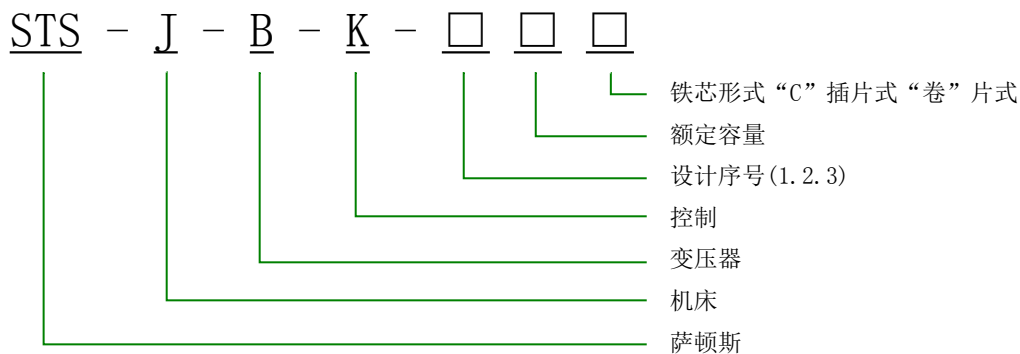 STS - J - B - K - □ □ □
铁芯形式“C”插片式“卷”片式
额定容量
设计序号(1.2.3)
控制
变压器
机床
萨顿斯